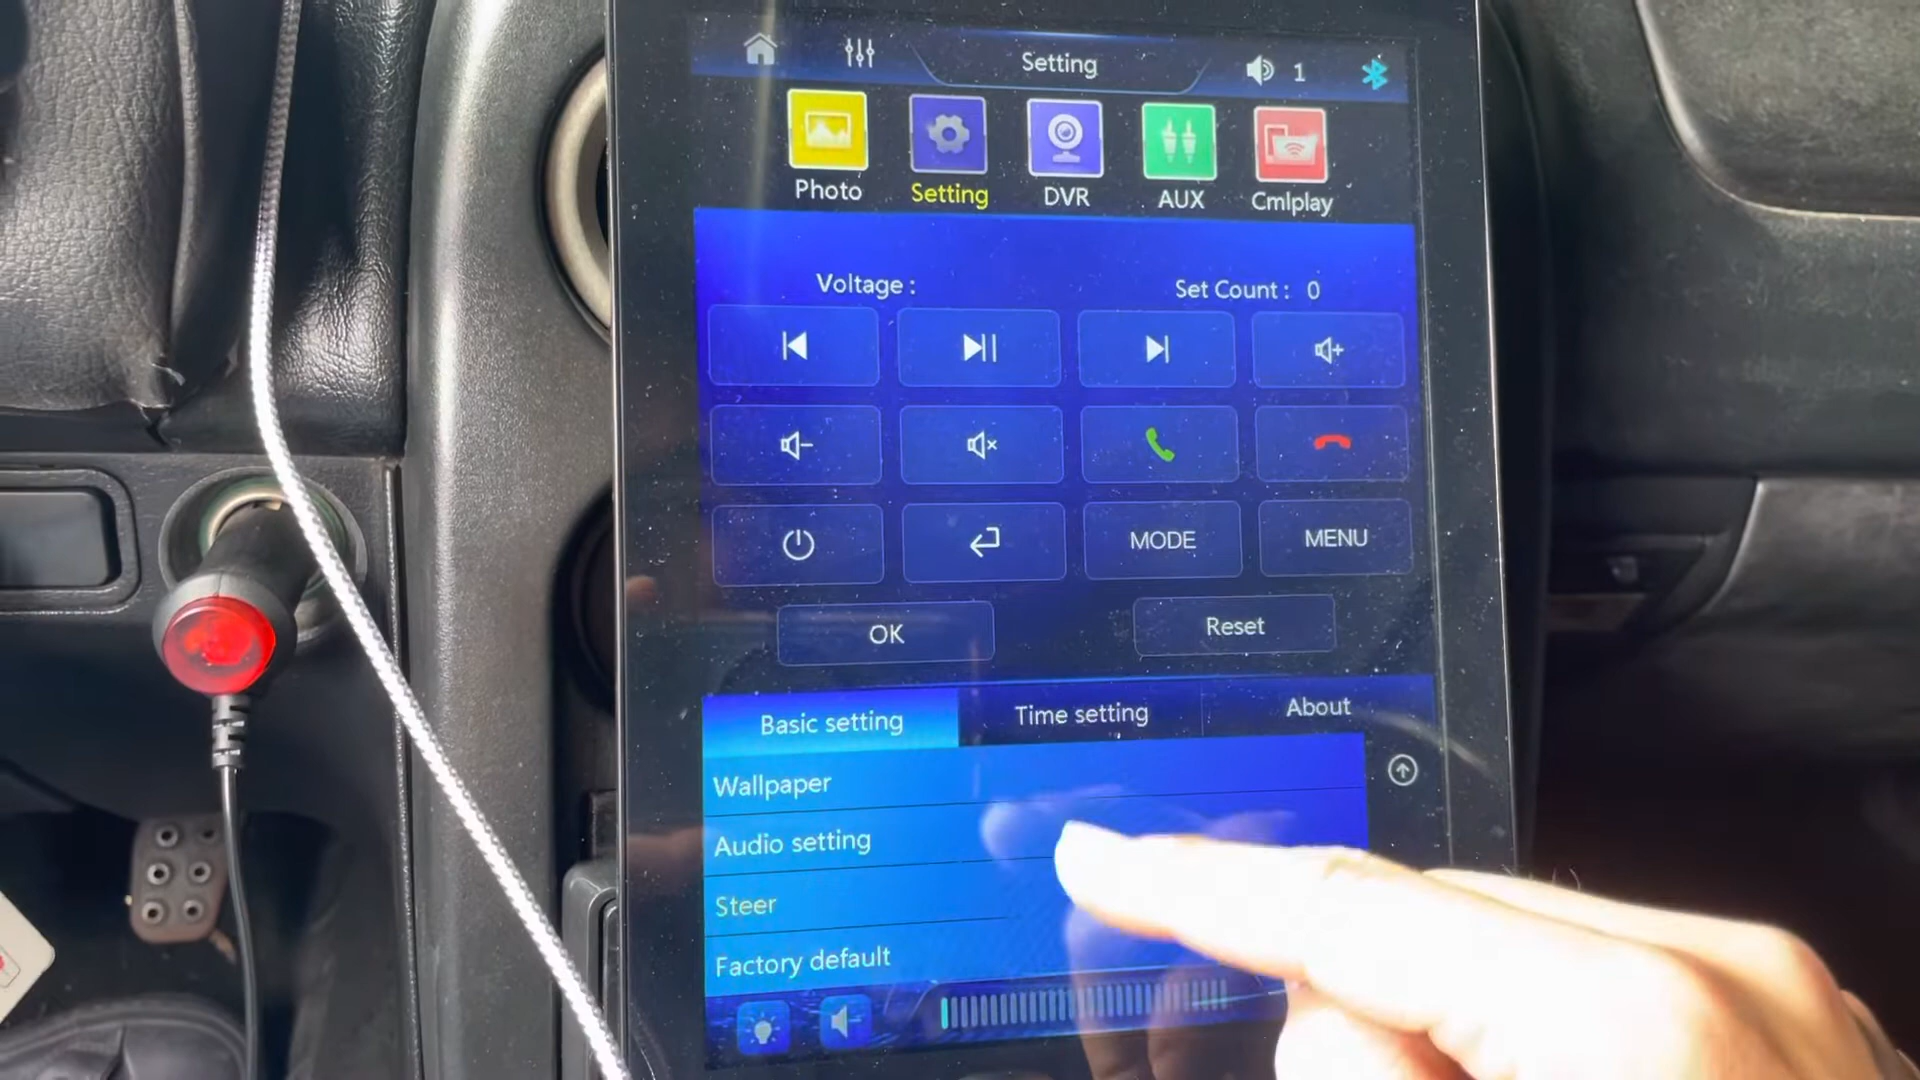 Setting
1
Photo
Setting
DVR
AUX
Cmlplay
Voltage :
Set Count : 0
MODE
MENU
OK
Reset
Basic setting
Time setting
About
Wallpaper
Audio setting
Steer
Factory default